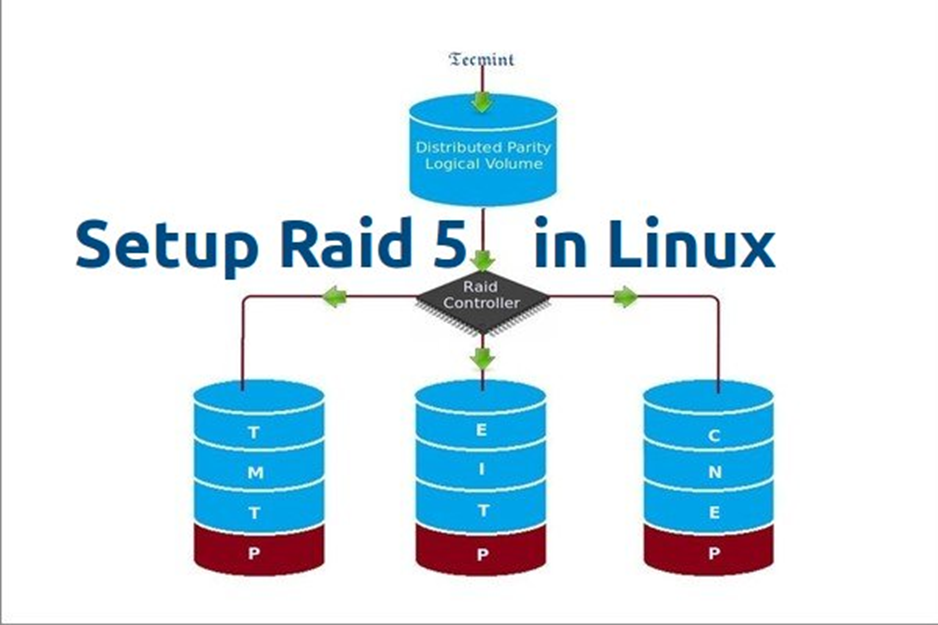 Tecmint
Distributed Parity
Logical Volume
Setup Raid 5 in Linux
Raid
Controller
T E C
M I N
T T E
P P P